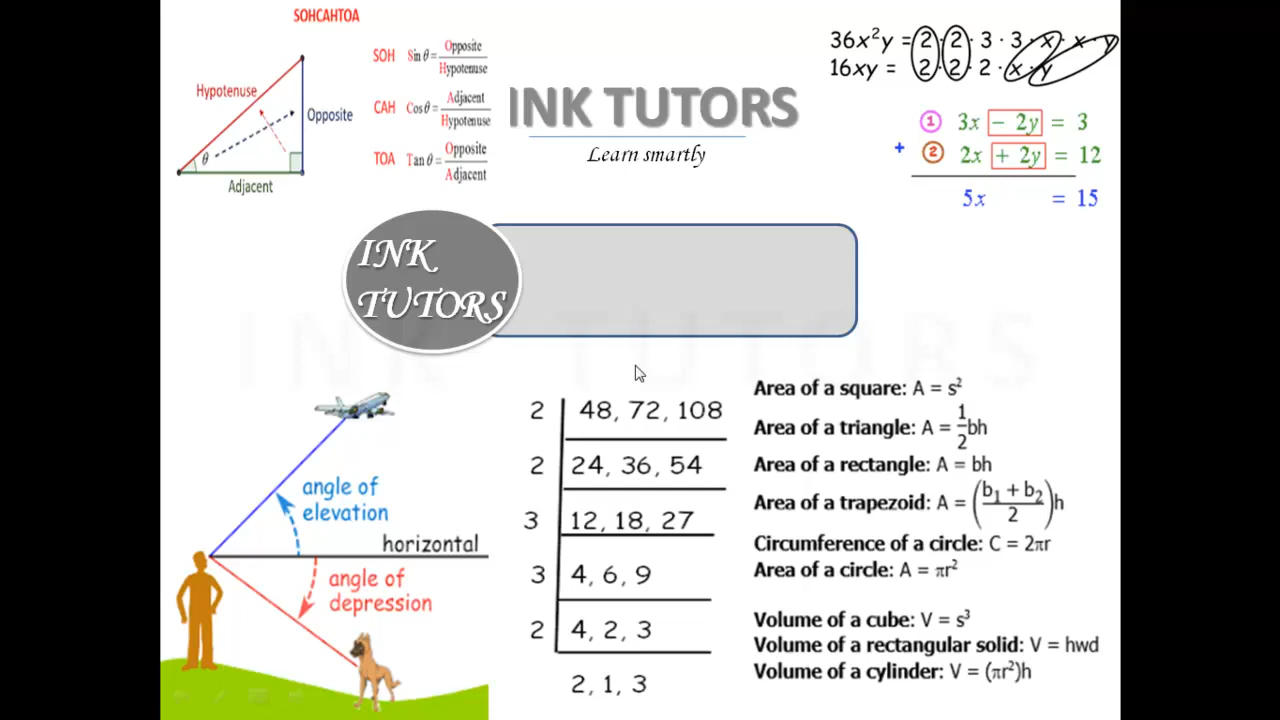 SOHCAHTOA
Hypotenuse
Opposite
θ
Adjacent
SOH Sin θ = Opposite / Hypotenuse
CAH Cos θ = Adjacent / Hypotenuse
TOA Tan θ = Opposite / Adjacent
INK TUTORS
Learn smartly
36x²y = 2 · 2 · 3 · 3 · x · x · y
16xy = 2 · 2 · 2 · x · y
1 3x − 2y = 3
+ 2 2x + 2y = 12
5x = 15
INK
TUTORS
INK TUTORS
angle of
elevation
horizontal
angle of
depression
2 48, 72, 108
2 24, 36, 54
3 12, 18, 27
3 4, 6, 9
2 4, 2, 3
2, 1, 3
Area of a square: A = s²
Area of a triangle: A = 1/2 bh
Area of a rectangle: A = bh
Area of a trapezoid: A = (b₁ + b₂ / 2)h
Circumference of a circle: C = 2πr
Area of a circle: A = πr²
Volume of a cube: V = s³
Volume of a rectangular solid: V = hwd
Volume of a cylinder: V = (πr²)h